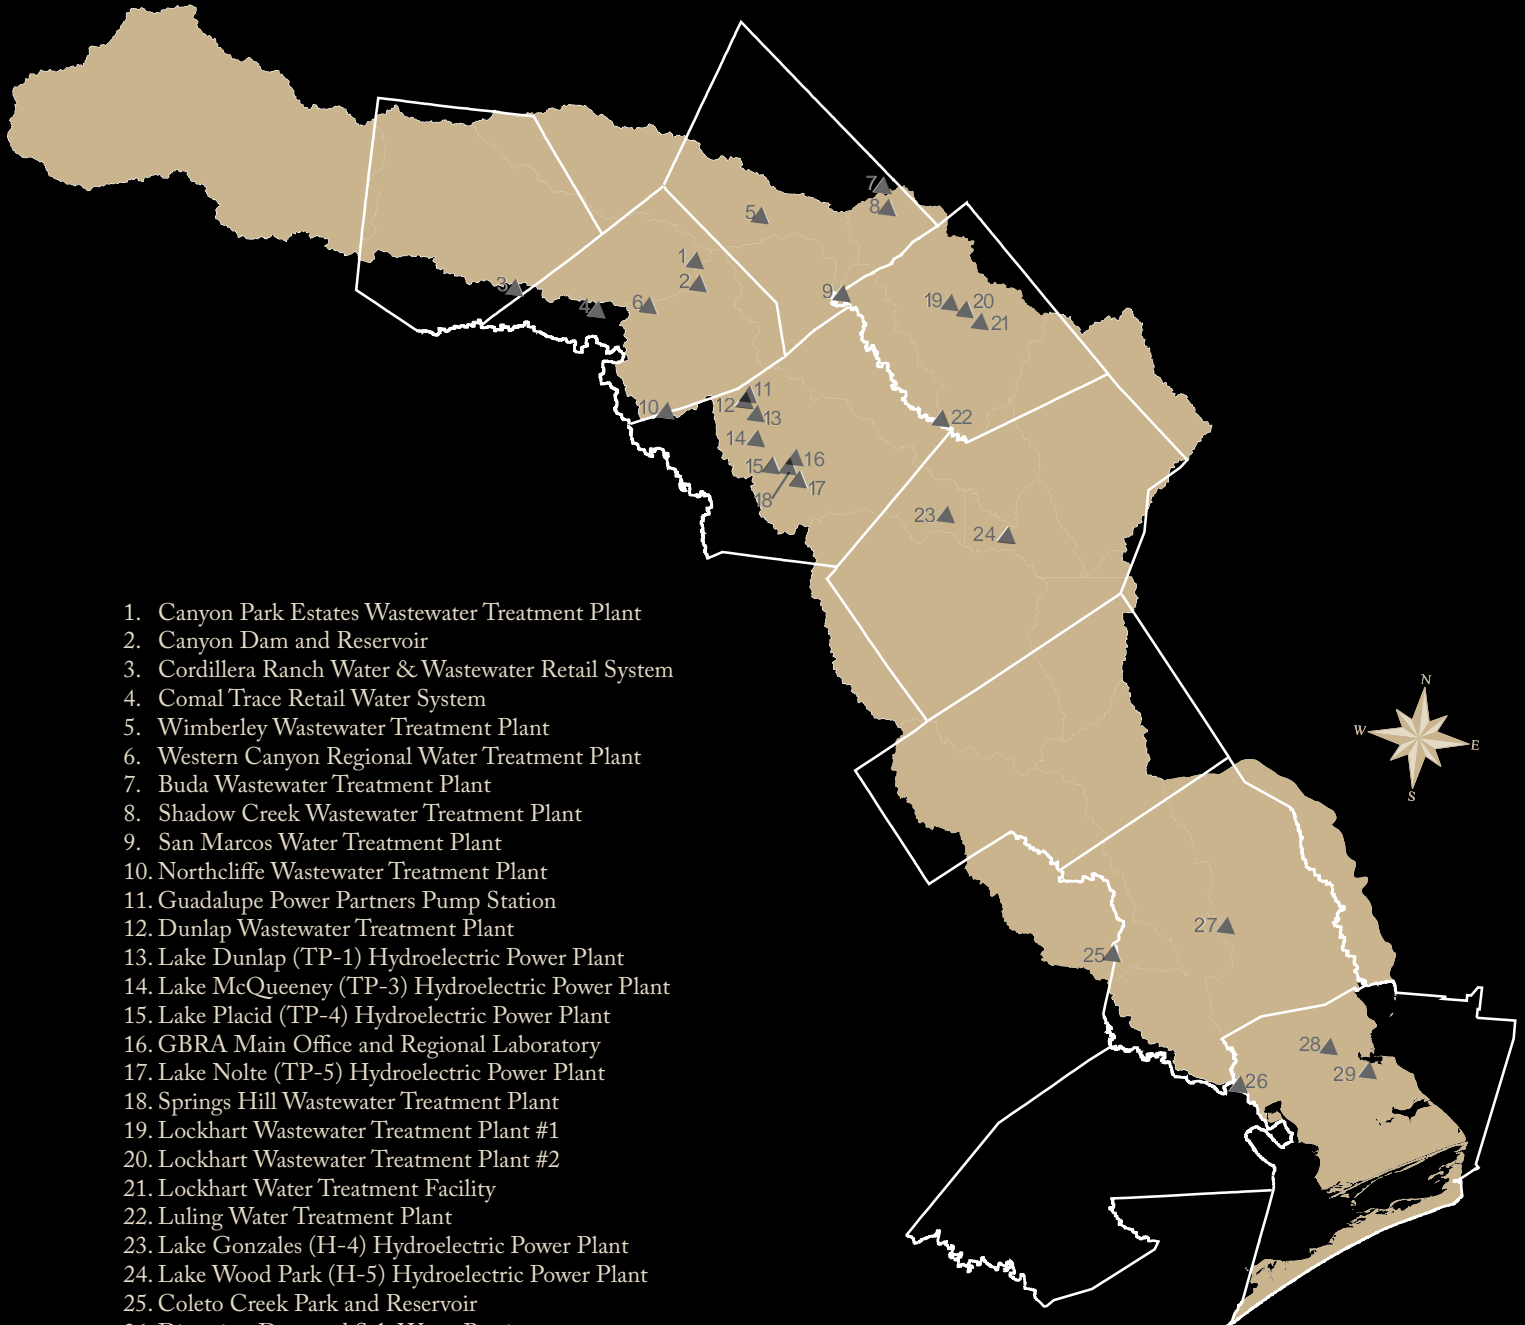 7
8
5
1
2
3
4
6
9
19
20
21
10
11
12
13
14
22
15
16
17
18
23
24
1. Canyon Park Estates Wastewater Treatment Plant
2. Canyon Dam and Reservoir
3. Cordillera Ranch Water & Wastewater Retail System
4. Comal Trace Retail Water System
5. Wimberley Wastewater Treatment Plant
6. Western Canyon Regional Water Treatment Plant
7. Buda Wastewater Treatment Plant
8. Shadow Creek Wastewater Treatment Plant
9. San Marcos Water Treatment Plant
10. Northcliffe Wastewater Treatment Plant
11. Guadalupe Power Partners Pump Station
12. Dunlap Wastewater Treatment Plant
13. Lake Dunlap (TP-1) Hydroelectric Power Plant
14. Lake McQueeney (TP-3) Hydroelectric Power Plant
15. Lake Placid (TP-4) Hydroelectric Power Plant
16. GBRA Main Office and Regional Laboratory
17. Lake Nolte (TP-5) Hydroelectric Power Plant
18. Springs Hill Wastewater Treatment Plant
19. Lockhart Wastewater Treatment Plant #1
20. Lockhart Wastewater Treatment Plant #2
21. Lockhart Water Treatment Facility
22. Luling Water Treatment Plant
23. Lake Gonzales (H-4) Hydroelectric Power Plant
24. Lake Wood Park (H-5) Hydroelectric Power Plant
25. Coleto Creek Park and Reservoir
N
W
E
S
27
25
28
29
26